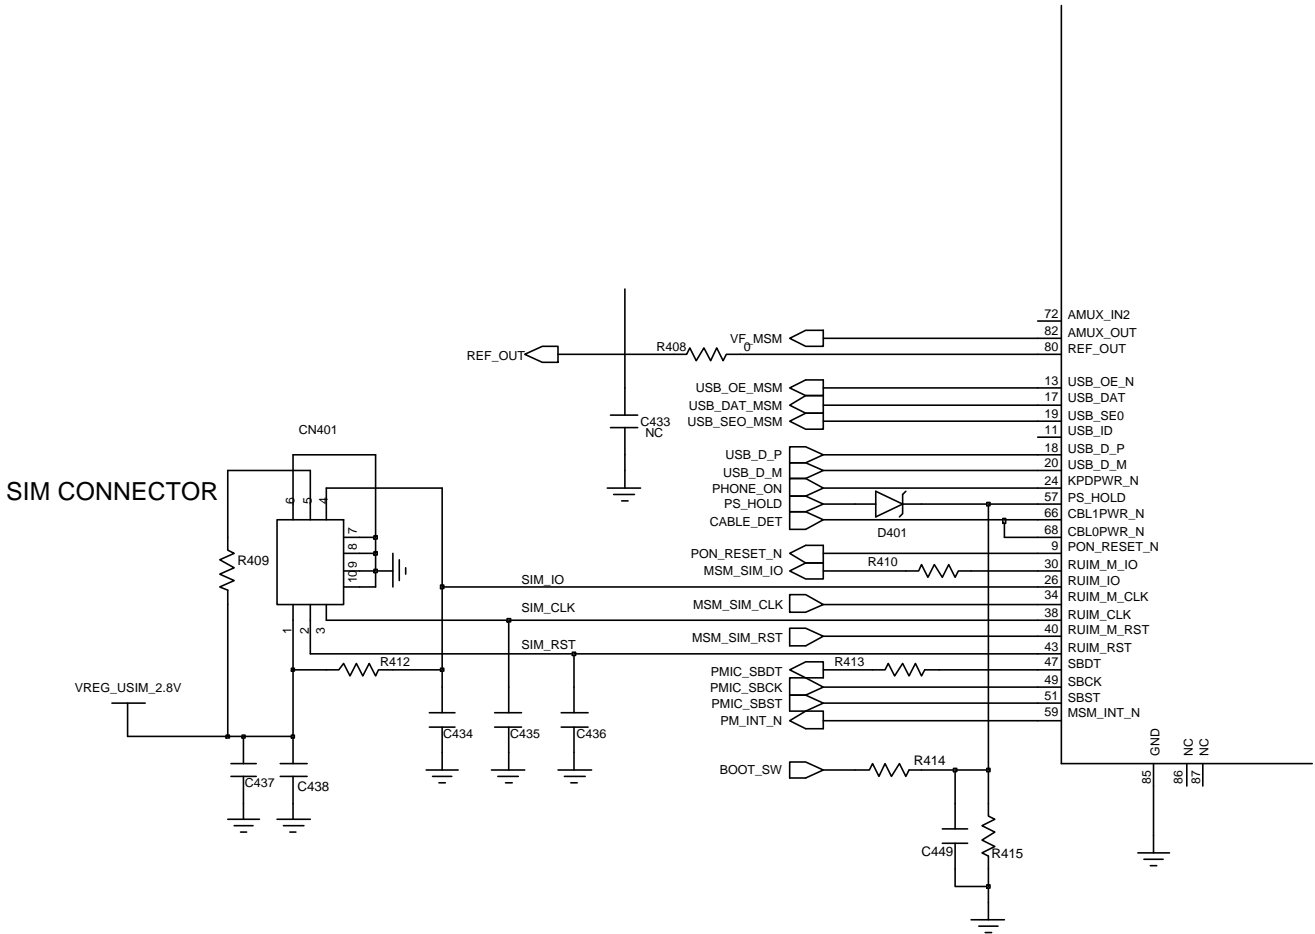 72 AMUX_IN2
VF_MSM 82 AMUX_OUT
REF_OUT R408 0 80 REF_OUT
USB_OE_MSM 13 USB_OE_N
USB_DAT_MSM 17 USB_DAT
USB_SEO_MSM 19 USB_SE0
C433
NC
11 USB_ID
CN401
USB_D_P 18 USB_D_P
USB_D_M 20 USB_D_M
SIM CONNECTOR
PHONE_ON 24 KPDPWR_N
6 5 4
PS_HOLD 57 PS_HOLD
CABLE_DET 66 CBL1PWR_N
D401
7
68 CBL0PWR_N
8
PON_RESET_N 9 PON_RESET_N
R409
9
MSM_SIM_IO R410 30 RUIM_M_IO
10
SIM_IO 26 RUIM_IO
MSM_SIM_CLK 34 RUIM_M_CLK
SIM_CLK 38 RUIM_CLK
1 2 3
MSM_SIM_RST 40 RUIM_M_RST
SIM_RST 43 RUIM_RST
R412
PMIC_SBDT R413 47 SBDT
VREG_USIM_2.8V
PMIC_SBCK 49 SBCK
PMIC_SBST 51 SBST
PM_INT_N 59 MSM_INT_N
C434 C435 C436
GND NC NC
BOOT_SW R414
85 86 87
C437 C438
C449 R415